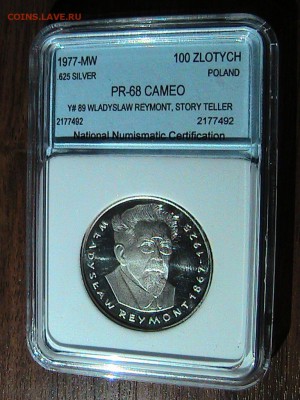 COINS.LAVE.RU
1977-MW 100 ZLOTYCH
.625 SILVER POLAND
PR-68 CAMEO
Y# 89 WLADYSLAW REYMONT, STORY TELLER
2177492 2177492
National Numismatic Certification
WŁADYSŁAW REYMONT 1867-1925